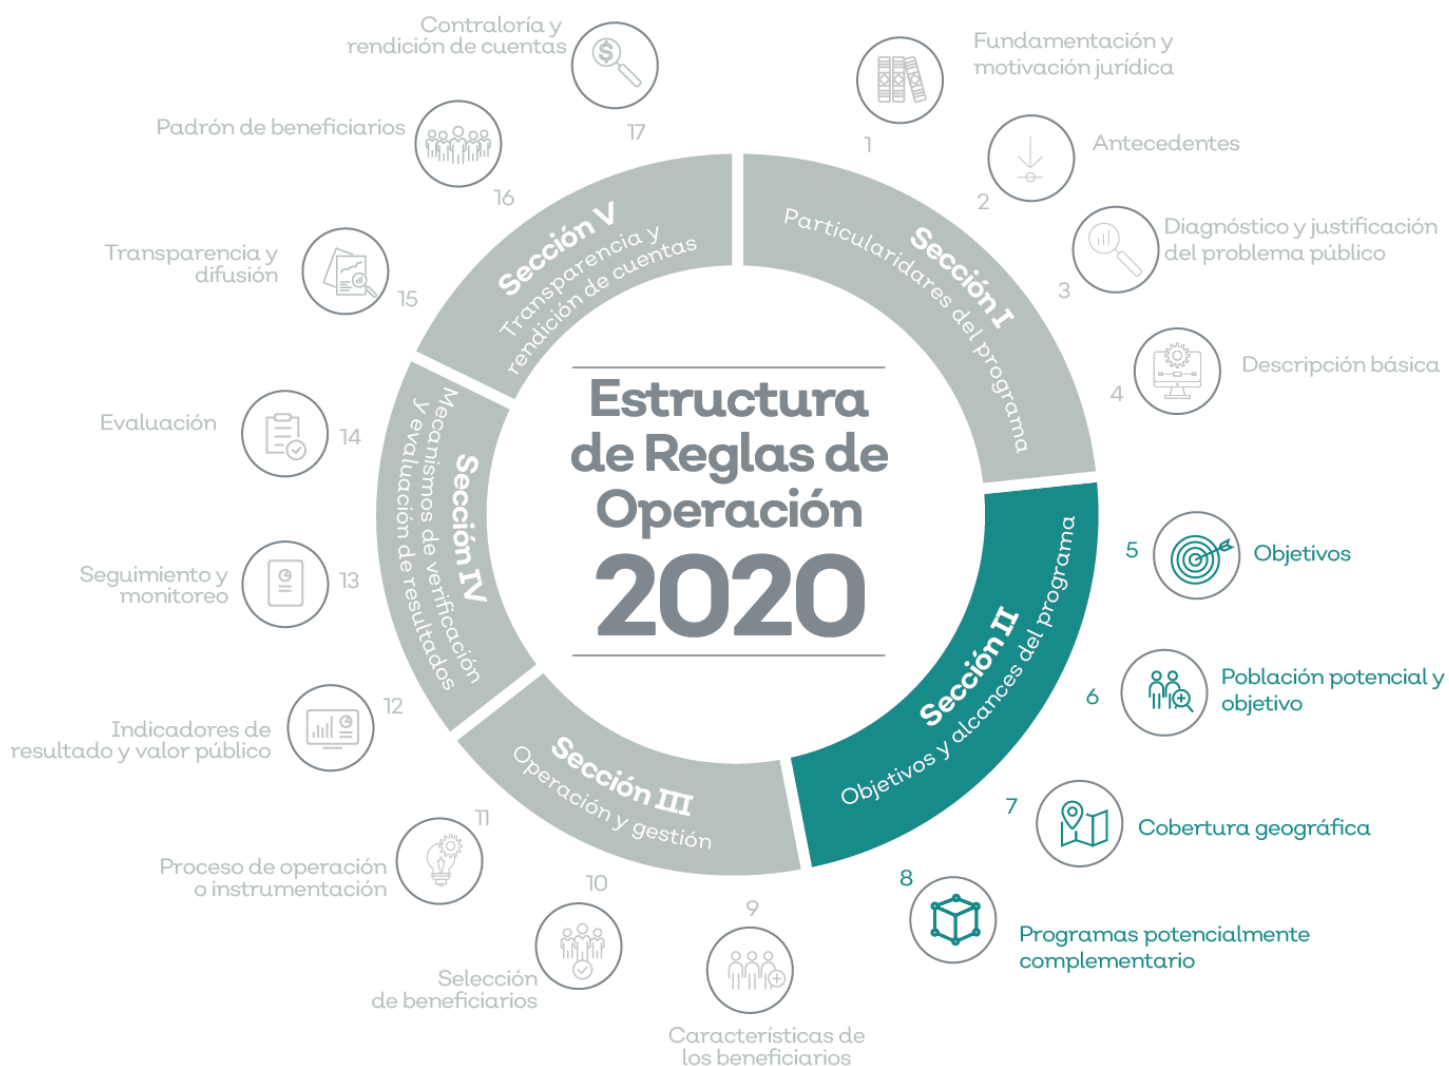 Estructura
de Reglas de
Operación
2020
Sección I
Particularidares del programa
1
Fundamentación y
motivación jurídica
2
Antecedentes
3
Diagnóstico y justificación
del problema público
4
Descripción básica
Sección II
Objetivos y alcances del programa
5
Objetivos
6
Población potencial y
objetivo
7
Cobertura geográfica
8
Programas potencialmente
complementario
Sección III
Operación y gestión
9
Características de
los beneficiarios
10
Selección
de beneficiarios
11
Proceso de operación
o instrumentación
Sección IV
Mecanismos de verificación
y evaluación de resultados
12
Indicadores de
resultado y valor público
13
Seguimiento y
monitoreo
14
Evaluación
Sección V
Transparencia y
rendición de cuentas
15
Transparencia y
difusión
16
Padrón de beneficiarios
17
Contraloría y
rendición de cuentas
$